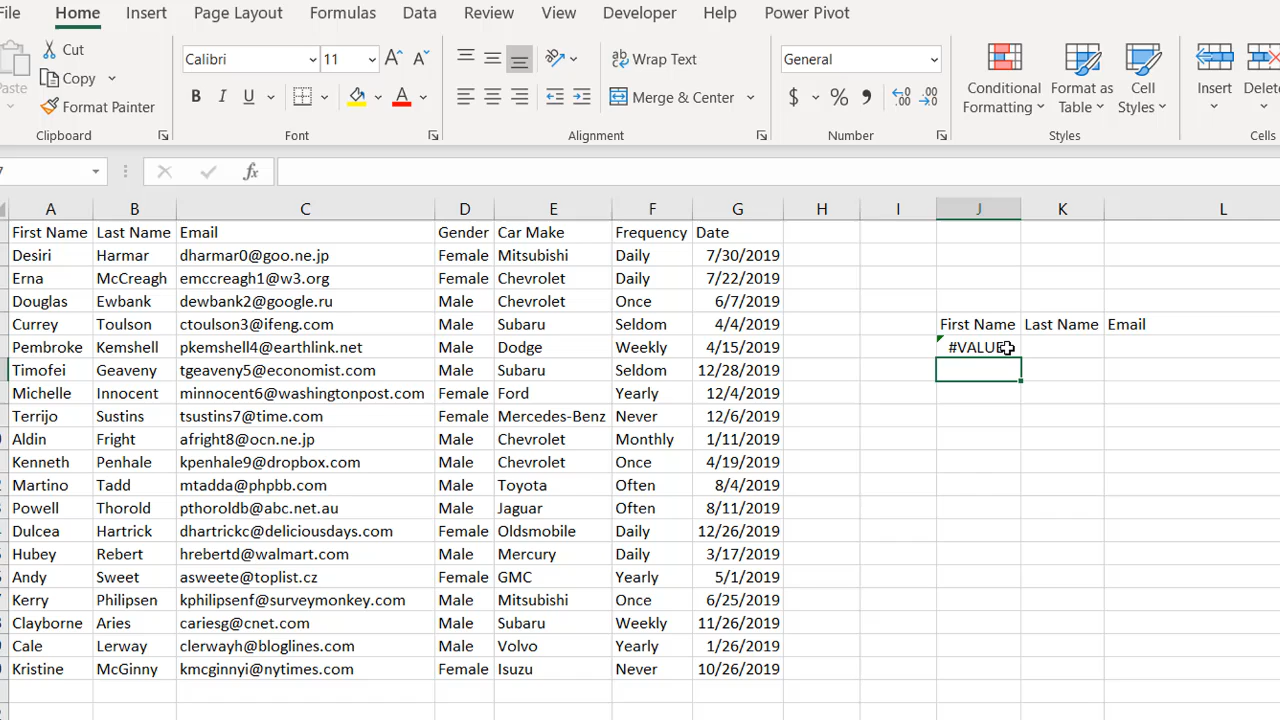 File Home Insert Page Layout Formulas Data Review View Developer Help Power Pivot
Cut
Copy
Format Painter
Paste
Clipboard
Calibri 11
B I U
Font
Wrap Text
Merge & Center
Alignment
General
$ % 9 .00 .00
Number
Conditional Formatting
Format as Table
Cell Styles
Styles
Insert
Delete
Cells
7
fx
A B C D E F G H I J K L
First Name Last Name Email Gender Car Make Frequency Date
Desiri Harmar dharmar0@goo.ne.jp Female Mitsubishi Daily 7/30/2019
Erna McCreagh emccreagh1@w3.org Female Chevrolet Daily 7/22/2019
Douglas Ewbank dewbank2@google.ru Male Chevrolet Once 6/7/2019
Currey Toulson ctoulson3@ifeng.com Male Subaru Seldom 4/4/2019 First Name Last Name Email
Pembroke Kemshell pkemshell4@earthlink.net Male Dodge Weekly 4/15/2019 #VALUE
Timofei Geaveny tgeaveny5@economist.com Male Subaru Seldom 12/28/2019
Michelle Innocent minnocent6@washingtonpost.com Female Ford Yearly 12/4/2019
Terrijo Sustins tsustins7@time.com Female Mercedes-Benz Never 12/6/2019
Aldin Fright afright8@ocn.ne.jp Male Chevrolet Monthly 1/11/2019
Kenneth Penhale kpenhale9@dropbox.com Male Chevrolet Once 4/19/2019
Martino Tadd mtadda@phpbb.com Male Toyota Often 8/4/2019
Powell Thorold pthoroldb@abc.net.au Male Jaguar Often 8/11/2019
Dulcea Hartrick dhartrickc@deliciousdays.com Female Oldsmobile Daily 12/26/2019
Hubey Rebert hrebertd@walmart.com Male Mercury Daily 3/17/2019
Andy Sweet asweete@toplist.cz Female GMC Yearly 5/1/2019
Kerry Philipsen kphilipsenf@surveymonkey.com Male Mitsubishi Once 6/25/2019
Clayborne Aries cariesg@cnet.com Male Subaru Weekly 11/26/2019
Cale Lerway clerwayh@bloglines.com Male Volvo Yearly 1/26/2019
Kristine McGinny kmcginnyi@nytimes.com Female Isuzu Never 10/26/2019